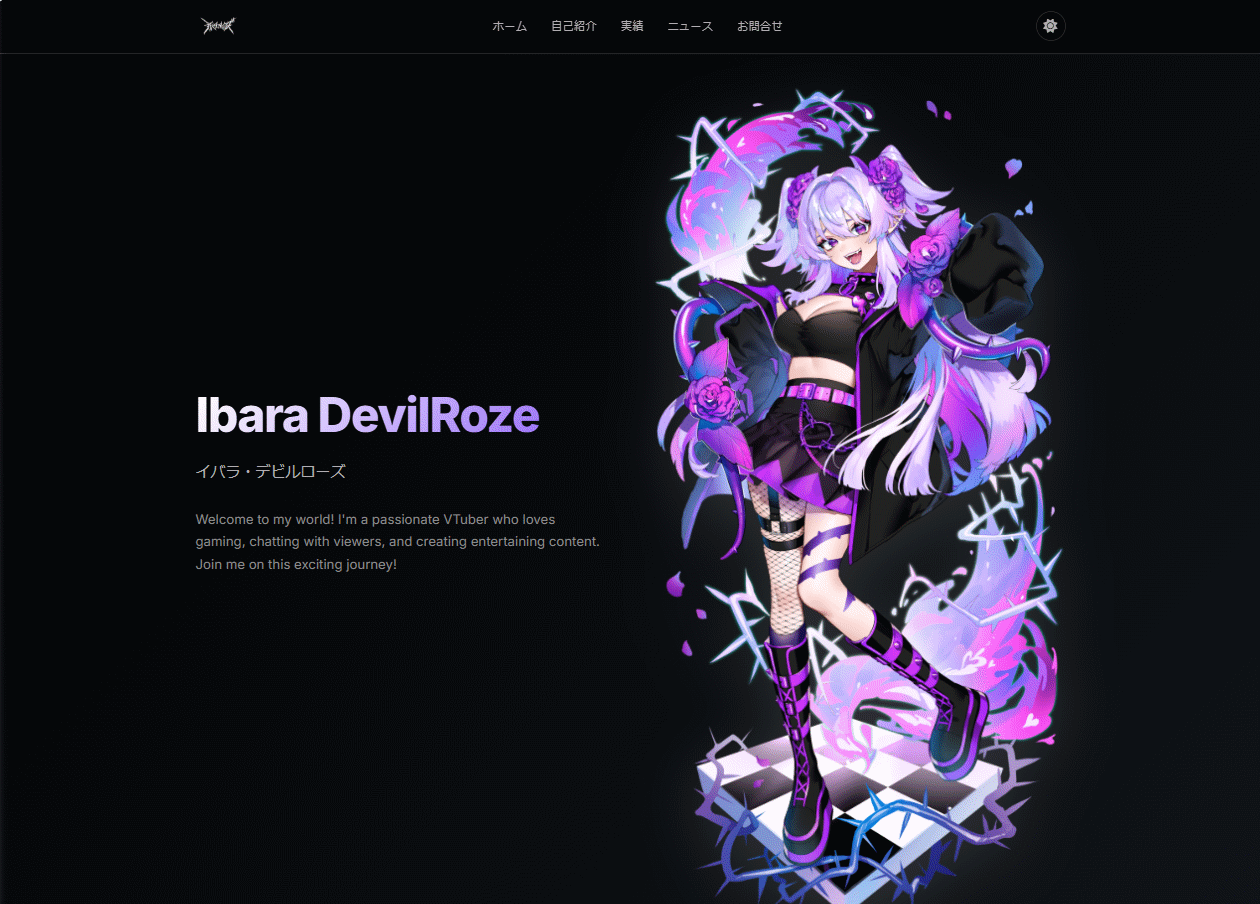 ホーム 自己紹介 実績 ニュース お問合せ
Ibara DevilRoze
イバラ・デビルローズ
Welcome to my world! I'm a passionate VTuber who loves
gaming, chatting with viewers, and creating entertaining content.
Join me on this exciting journey!